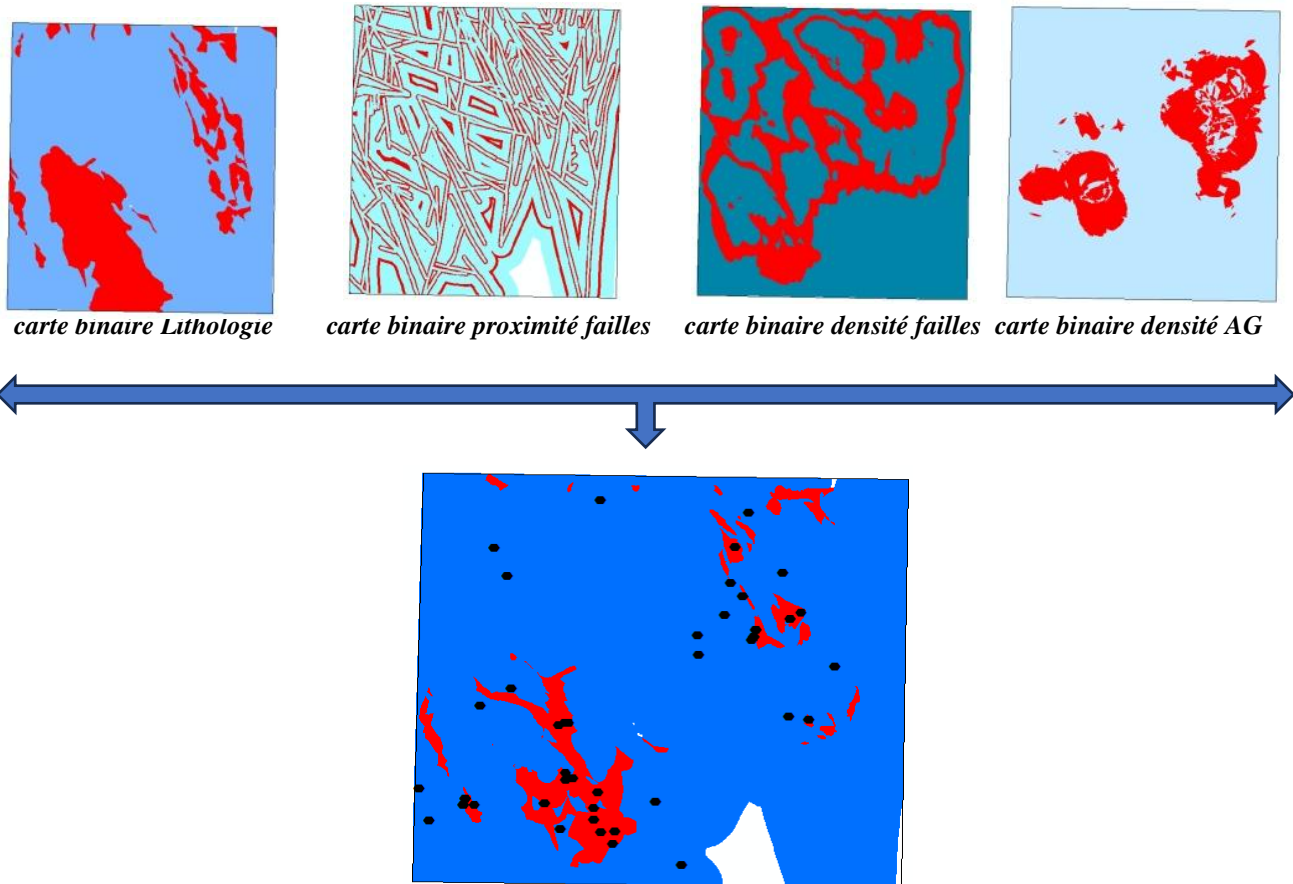 carte binaire Lithologie
carte binaire proximité failles
carte binaire densité failles
carte binaire densité AG